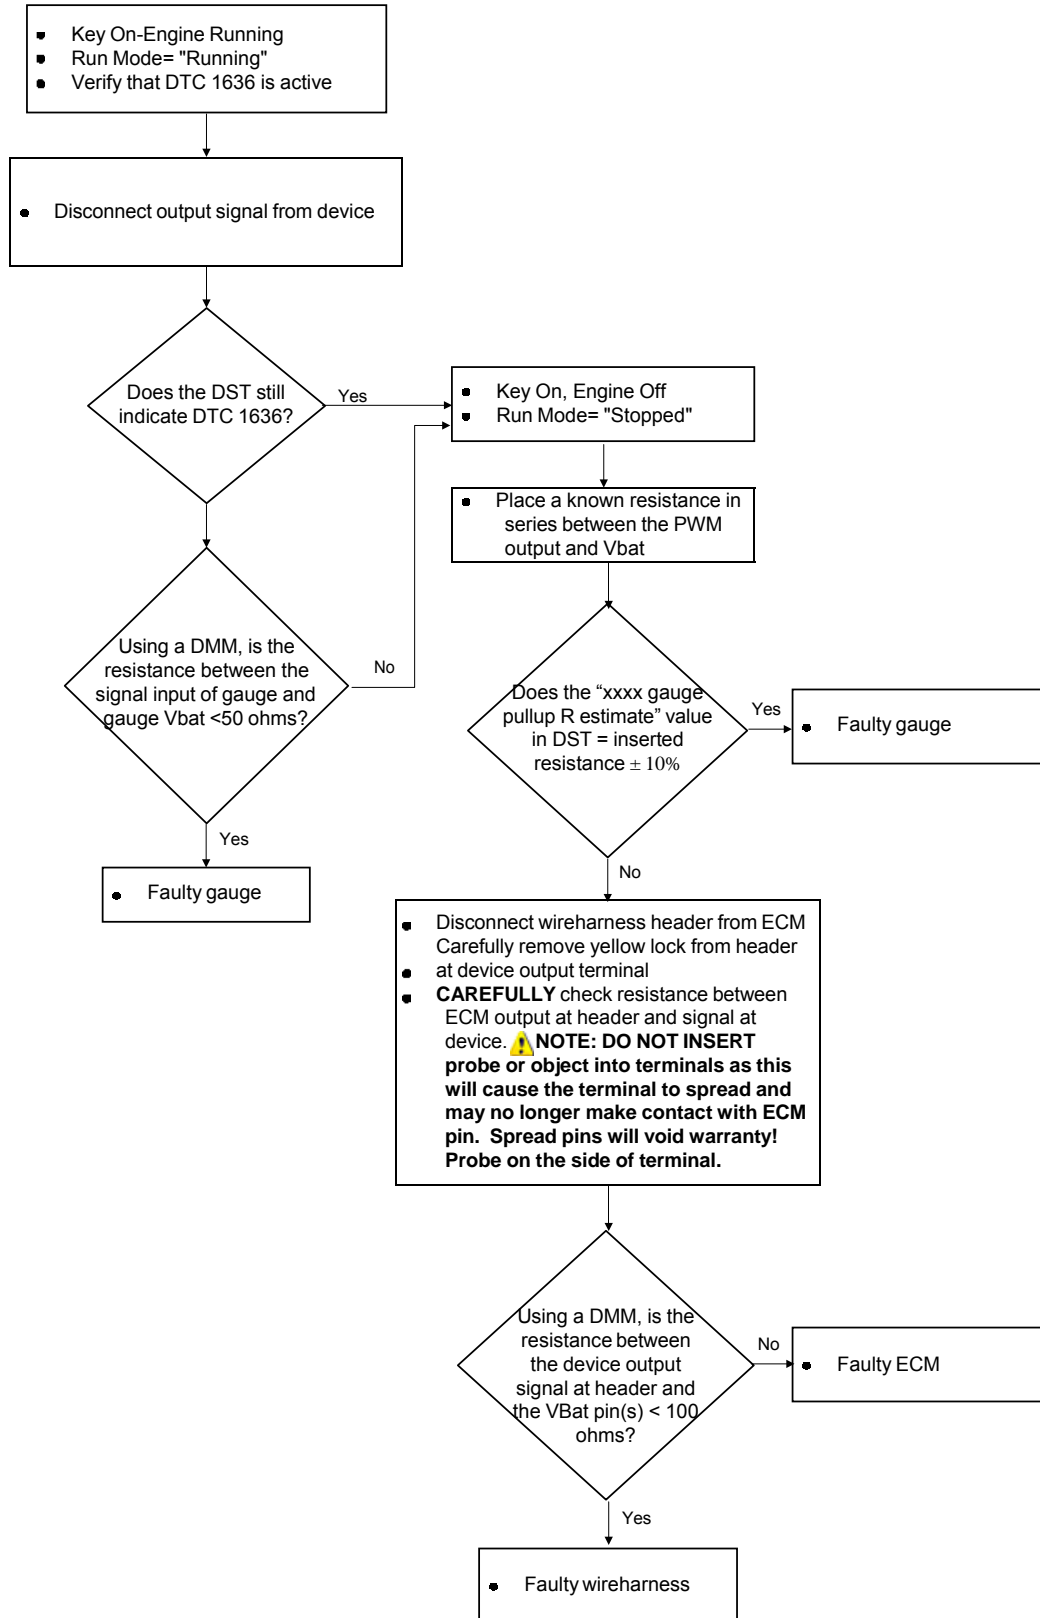 Key On-Engine Running
Run Mode= "Running"
Verify that DTC 1636 is active
Disconnect output signal from device
Does the DST still
indicate DTC 1636?
Yes
Key On, Engine Off
Run Mode= "Stopped"
Place a known resistance in
series between the PWM
output and Vbat
Using a DMM, is the
resistance between the
signal input of gauge and
gauge Vbat <50 ohms?
No
Does the “xxxx gauge
pullup R estimate” value
in DST = inserted
resistance ± 10%
Yes
Faulty gauge
Yes
Faulty gauge
No
Disconnect wireharness header from ECM
Carefully remove yellow lock from header
at device output terminal
CAREFULLY check resistance between
ECM output at header and signal at
device. NOTE: DO NOT INSERT
probe or object into terminals as this
will cause the terminal to spread and
may no longer make contact with ECM
pin. Spread pins will void warranty!
Probe on the side of terminal.
Using a DMM, is the
resistance between
the device output
signal at header and
the VBat pin(s) < 100
ohms?
No
Faulty ECM
Yes
Faulty wireharness